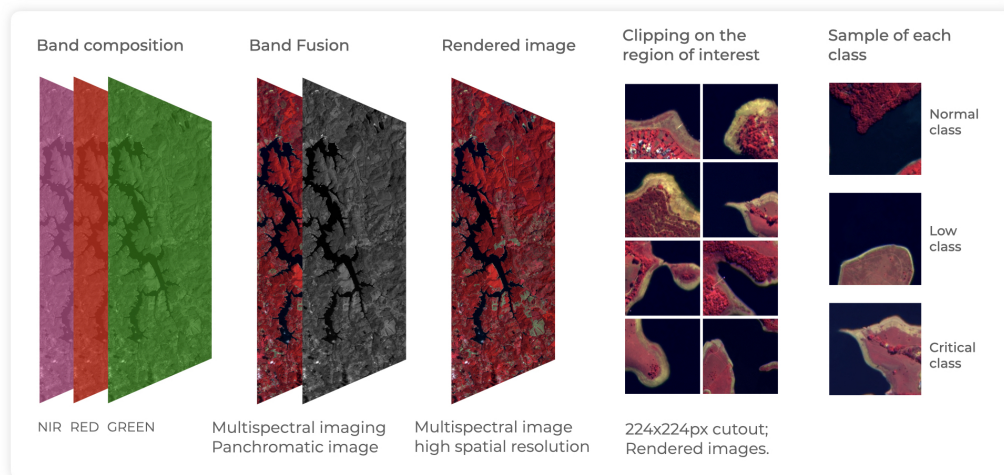 Band composition
Band Fusion
Rendered image
Clipping on the
region of interest
Sample of each
class
Normal
class
Low
class
Critical
class
NIR RED GREEN
Multispectral imaging
Panchromatic image
Multispectral image
high spatial resolution
224x224px cutout;
Rendered images.